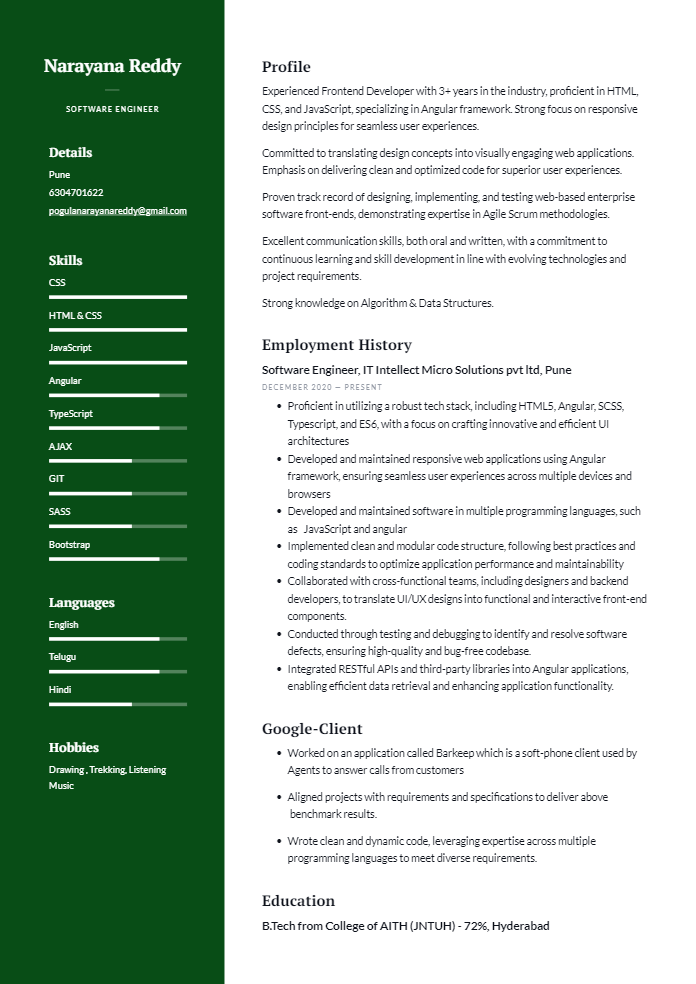 Narayana Reddy
SOFTWARE ENGINEER
Details
Pune
6304701622
pogulanarayanareddy@gmail.com
Skills
CSS
HTML & CSS
JavaScript
Angular
TypeScript
AJAX
GIT
SASS
Bootstrap
Languages
English
Telugu
Hindi
Hobbies
Drawing , Trekking, Listening
Music
Profile
Experienced Frontend Developer with 3+ years in the industry, proficient in HTML,
CSS, and JavaScript, specializing in Angular framework. Strong focus on responsive
design principles for seamless user experiences.
Committed to translating design concepts into visually engaging web applications.
Emphasis on delivering clean and optimized code for superior user experiences.
Proven track record of designing, implementing, and testing web-based enterprise
software front-ends, demonstrating expertise in Agile Scrum methodologies.
Excellent communication skills, both oral and written, with a commitment to
continuous learning and skill development in line with evolving technologies and
project requirements.
Strong knowledge on Algorithm & Data Structures.
Employment History
Software Engineer, IT Intellect Micro Solutions pvt ltd, Pune
DECEMBER 2020 — PRESENT
• Proficient in utilizing a robust tech stack, including HTML5, Angular, SCSS,
Typescript, and ES6, with a focus on crafting innovative and efficient UI
architectures
• Developed and maintained responsive web applications using Angular
framework, ensuring seamless user experiences across multiple devices and
browsers
• Developed and maintained software in multiple programming languages, such
as JavaScript and angular
• Implemented clean and modular code structure, following best practices and
coding standards to optimize application performance and maintainability
• Collaborated with cross-functional teams, including designers and backend
developers, to translate UI/UX designs into functional and interactive front-end
components.
• Conducted through testing and debugging to identify and resolve software
defects, ensuring high-quality and bug-free codebase.
• Integrated RESTful APIs and third-party libraries into Angular applications,
enabling efficient data retrieval and enhancing application functionality.
Google-Client
• Worked on an application called Barkeep which is a soft-phone client used by
Agents to answer calls from customers
• Aligned projects with requirements and specifications to deliver above
benchmark results.
• Wrote clean and dynamic code, leveraging expertise across multiple
programming languages to meet diverse requirements.
Education
B.Tech from College of AITH (JNTUH) - 72%, Hyderabad